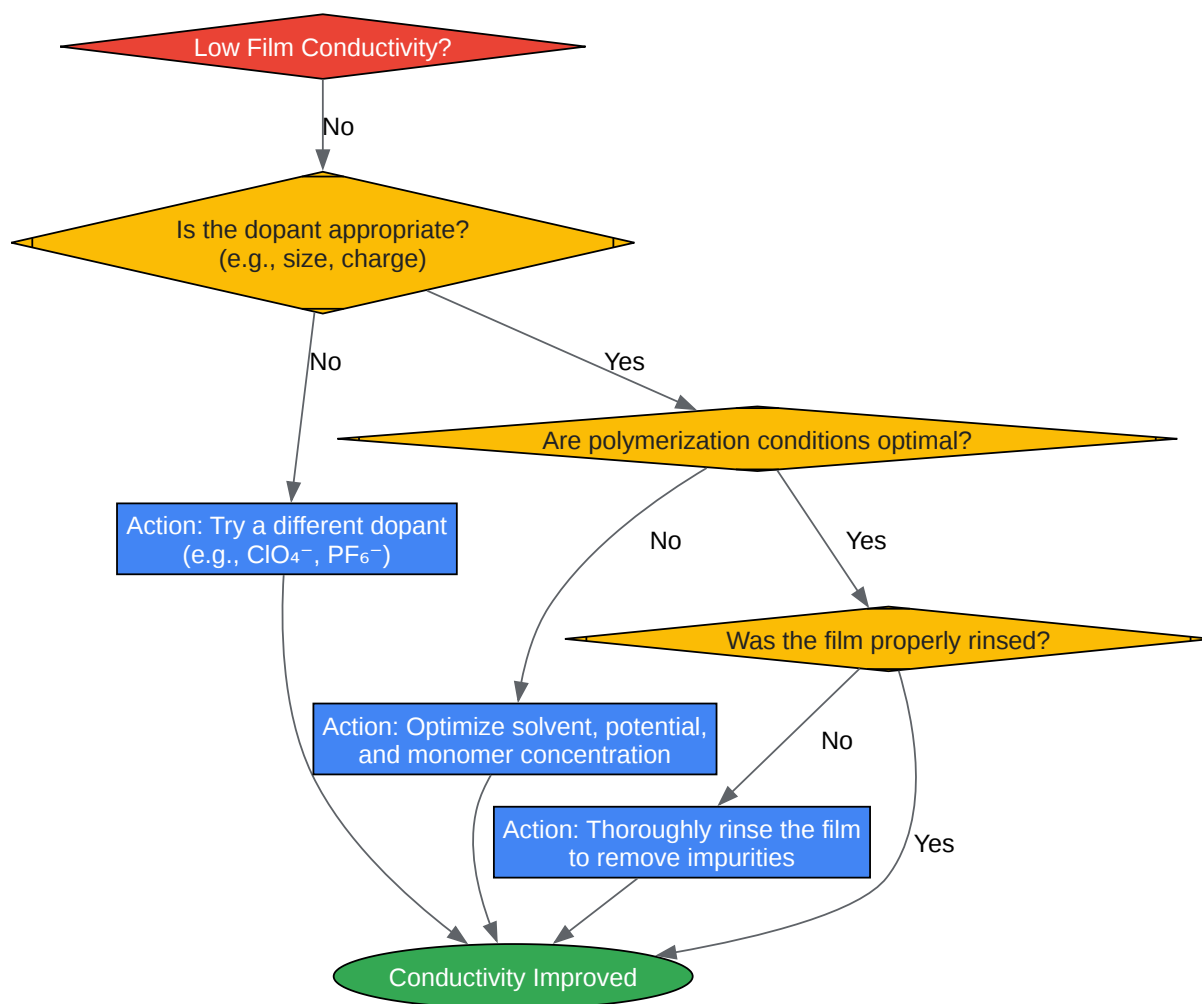 Low Film Conductivity?
No
Is the dopant appropriate?
(e.g., size, charge)
No
Yes
Are polymerization conditions optimal?
Action: Try a different dopant
(e.g., ClO₄⁻, PF₆⁻)
No
Yes
Was the film properly rinsed?
Action: Optimize solvent, potential,
and monomer concentration
No
Action: Thoroughly rinse the film
to remove impurities
Yes
Conductivity Improved